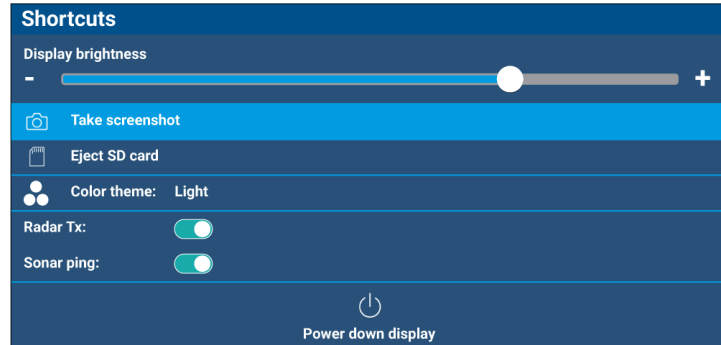 Shortcuts
Display brightness
- +
Take screenshot
Eject SD card
Color theme: Light
Radar Tx:
Sonar ping:
Power down display